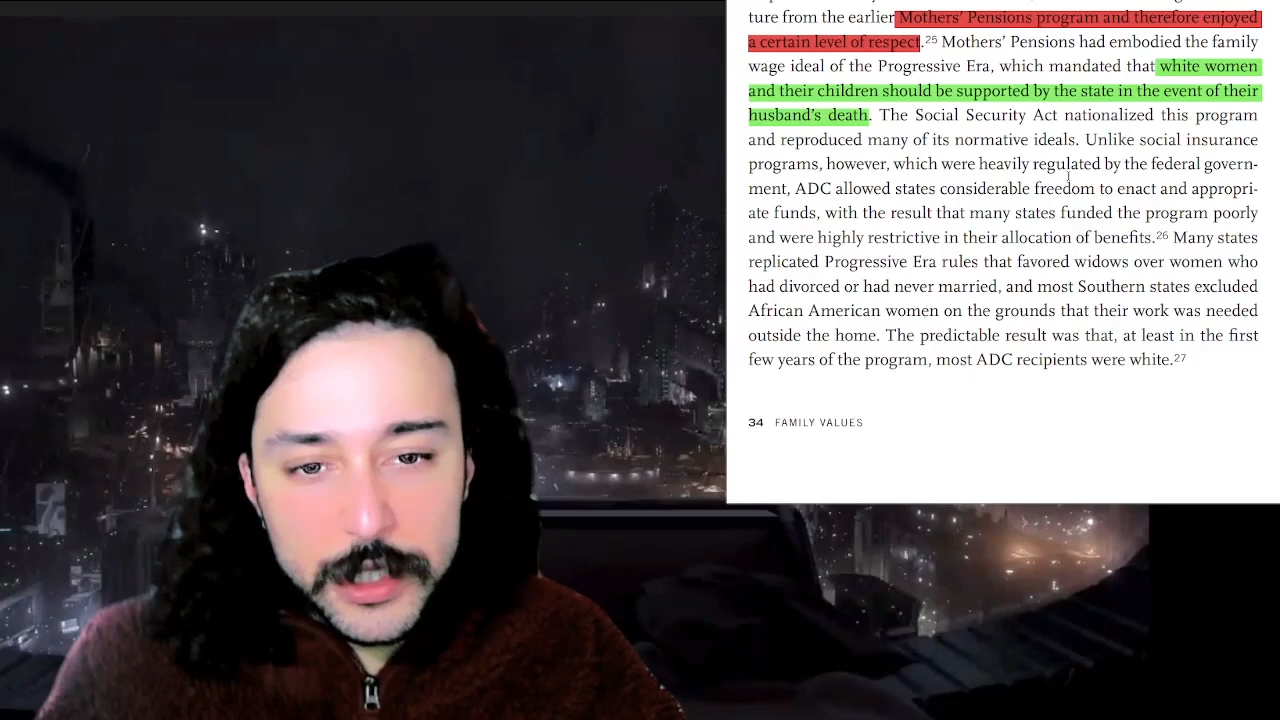 ture from the earlier Mothers' Pensions program and therefore enjoyed
a certain level of respect.25 Mothers' Pensions had embodied the family
wage ideal of the Progressive Era, which mandated that white women
and their children should be supported by the state in the event of their
husband's death. The Social Security Act nationalized this program
and reproduced many of its normative ideals. Unlike social insurance
programs, however, which were heavily regulated by the federal govern-
ment, ADC allowed states considerable freedom to enact and appropri-
ate funds, with the result that many states funded the program poorly
and were highly restrictive in their allocation of benefits.26 Many states
replicated Progressive Era rules that favored widows over women who
had divorced or had never married, and most Southern states excluded
African American women on the grounds that their work was needed
outside the home. The predictable result was that, at least in the first
few years of the program, most ADC recipients were white.27
34 FAMILY VALUES